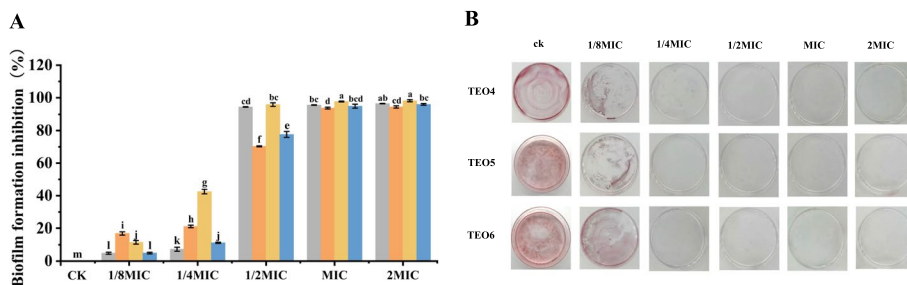 A
Biofilm formation inhibition (%)
120
100
80
60
40
20
0
m
l
i
j
l
k
h
g
j
cd
f
bc
e
bc
d
a
bcd
ab
cd
a
bc
CK
1/8MIC
1/4MIC
1/2MIC
MIC
2MIC
B
ck
1/8MIC
1/4MIC
1/2MIC
MIC
2MIC
TEO4
TEO5
TEO6